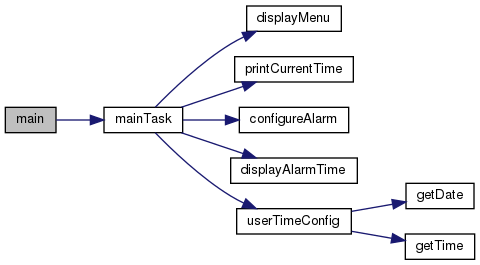 main
mainTask
displayMenu
printCurrentTime
configureAlarm
displayAlarmTime
userTimeConfig
getDate
getTime